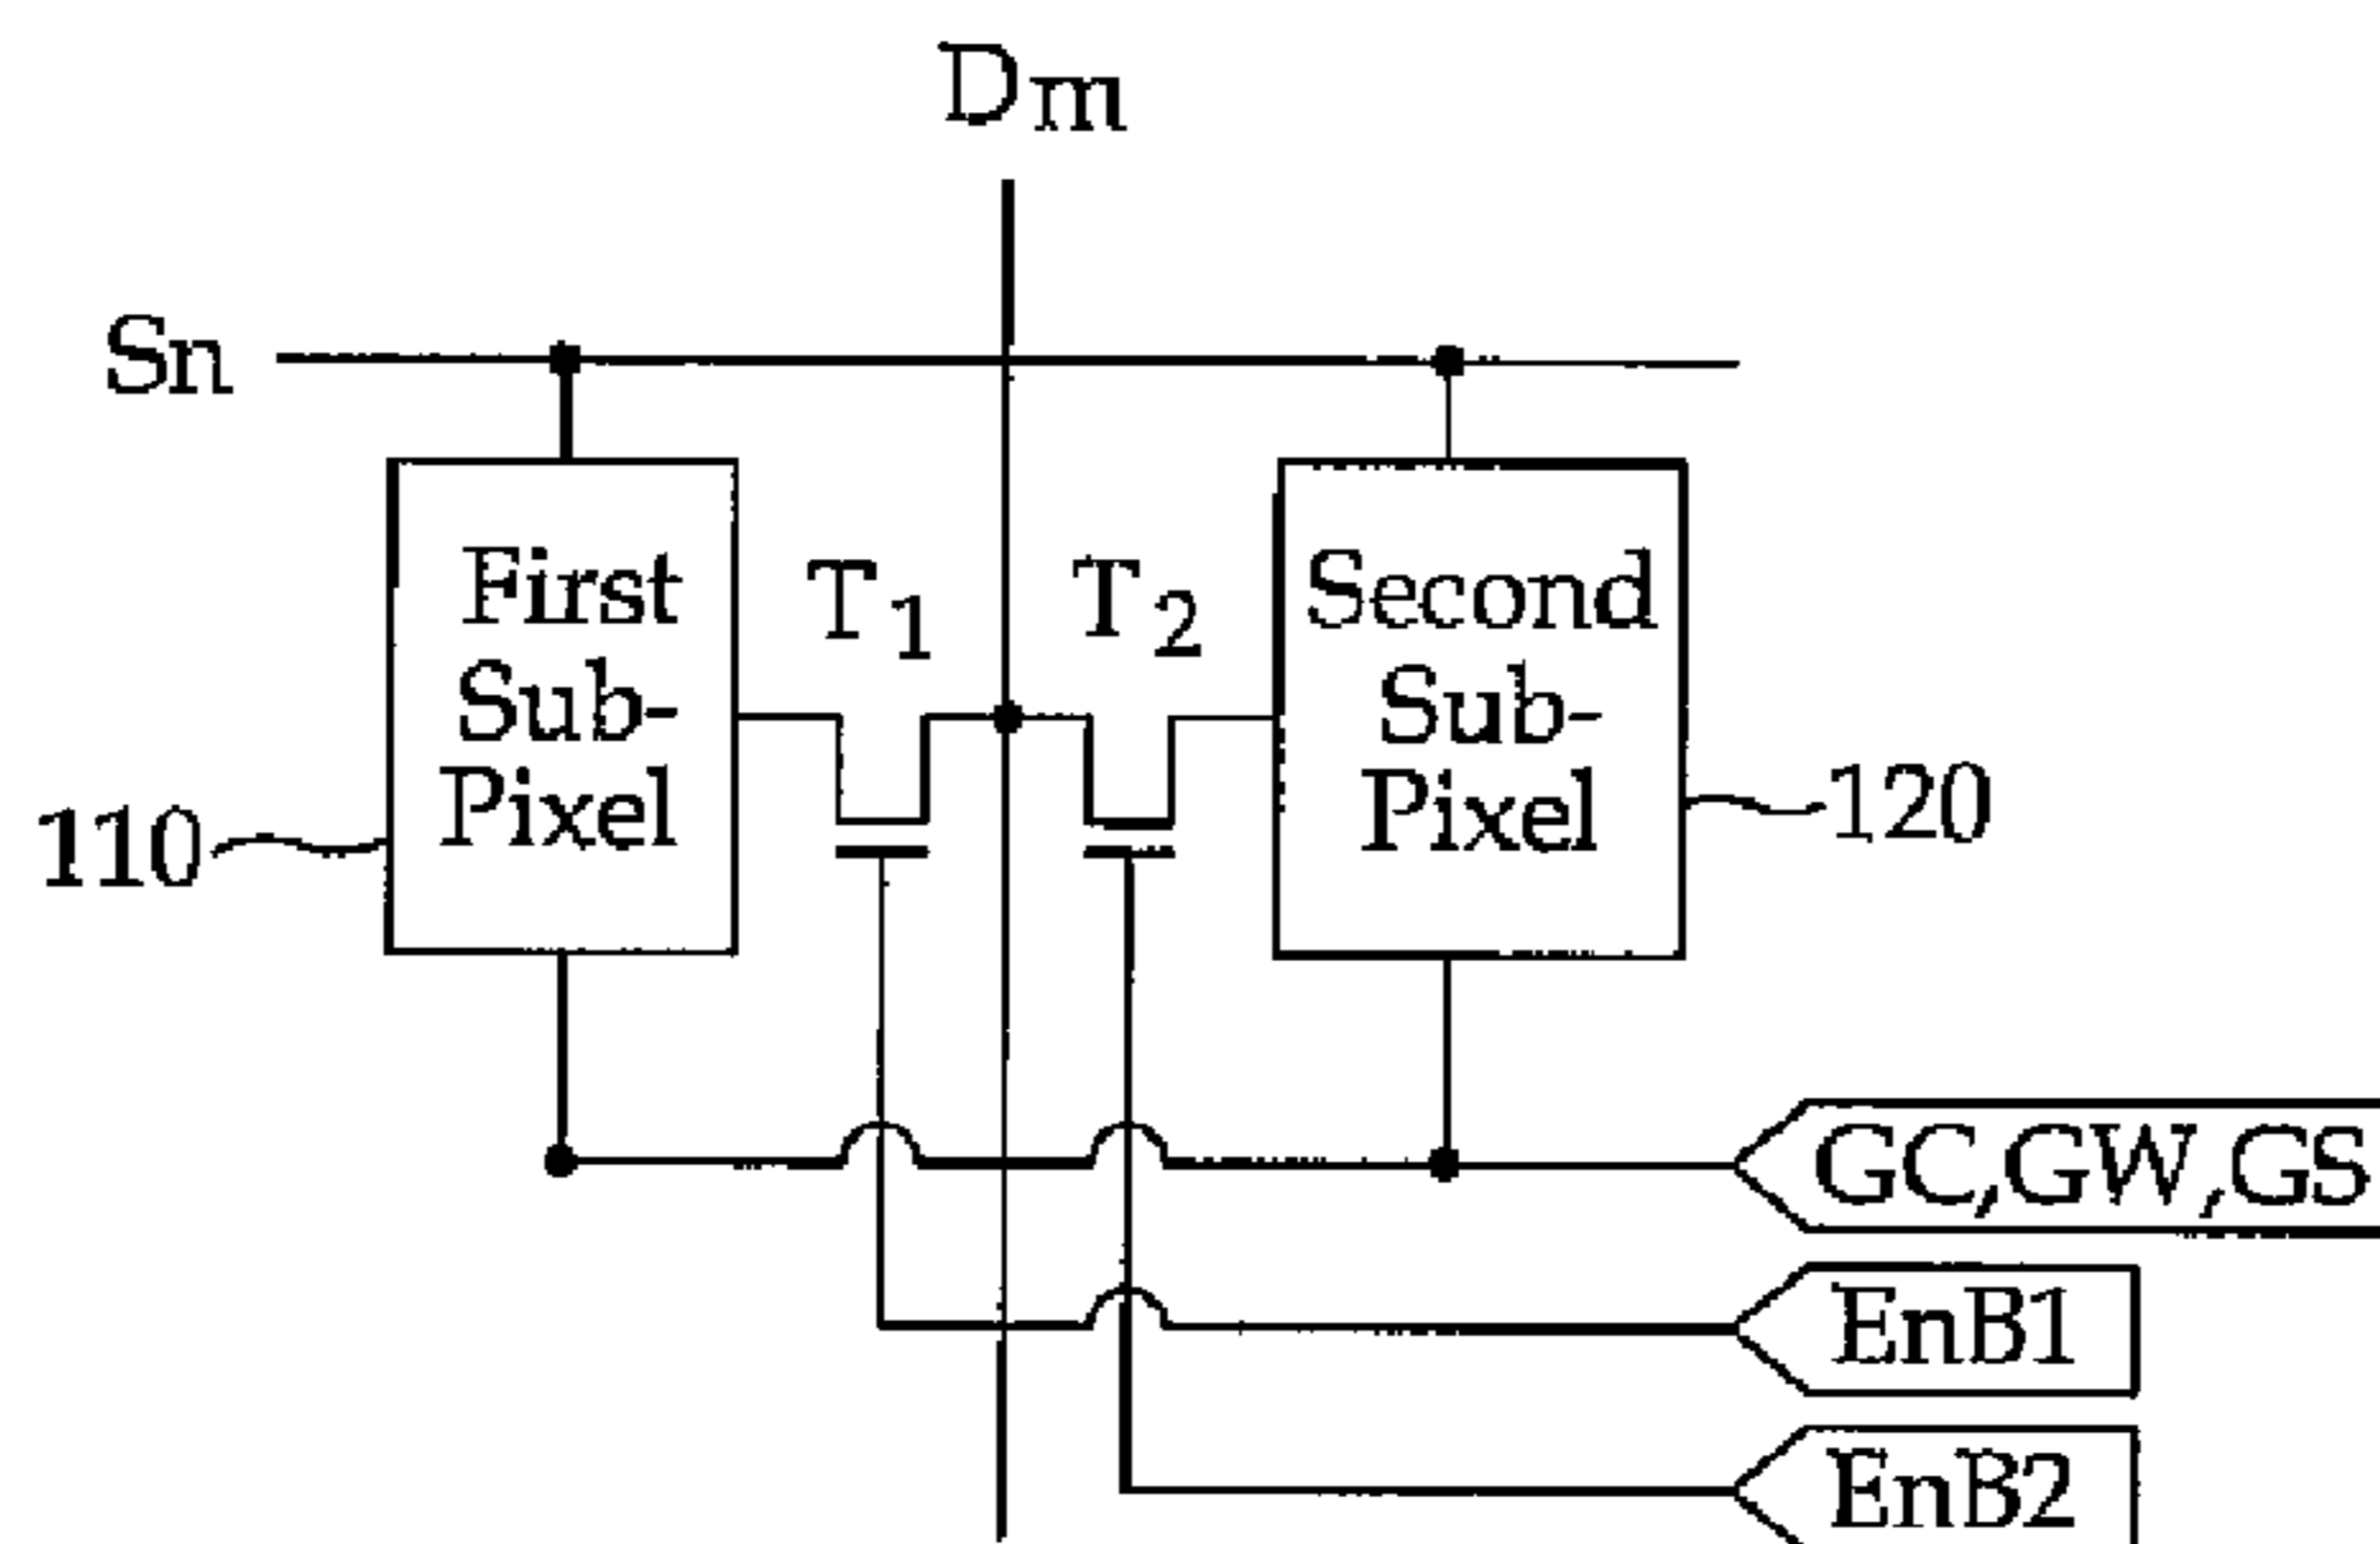 Dm
Sn
First
Sub-
Pixel
T1
T2
Second
Sub-
Pixel
110
120
GC,GW,GS
EnB1
EnB2